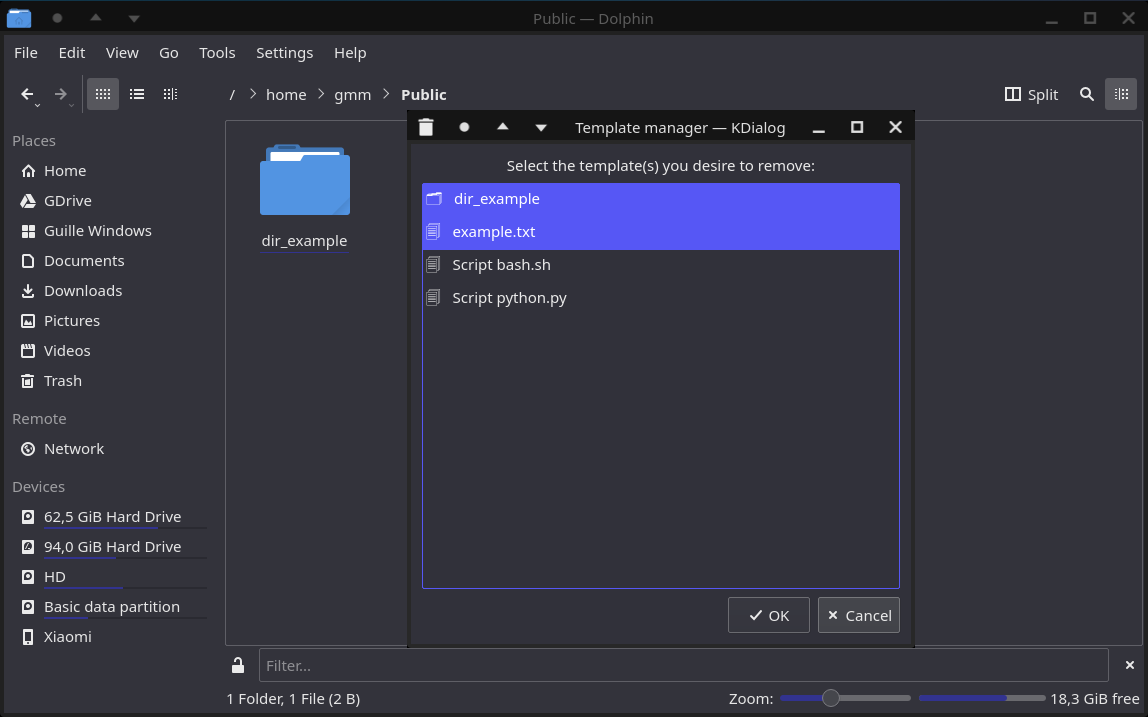 Public — Dolphin
File Edit View Go Tools Settings Help
/ home gmm Public
Split
Places
Home
GDrive
Guille Windows
Documents
Downloads
Pictures
Videos
Trash
Remote
Network
Devices
62,5 GiB Hard Drive
94,0 GiB Hard Drive
HD
Basic data partition
Xiaomi
dir_example
Template manager — KDialog
Select the template(s) you desire to remove:
dir_example
example.txt
Script bash.sh
Script python.py
OK
Cancel
Filter...
1 Folder, 1 File (2 B)
Zoom:
18,3 GiB free